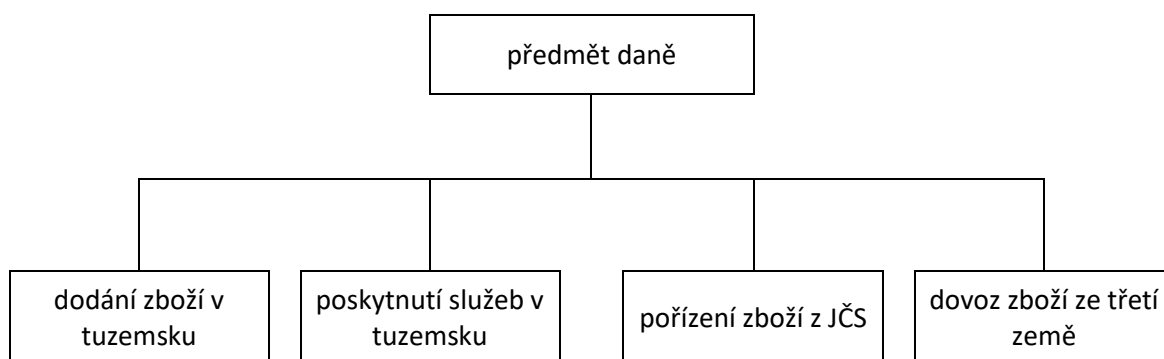 předmět daně
dodání zboží v
tuzemsku
poskytnutí služeb v
tuzemsku
pořízení zboží z JČS
dovoz zboží ze třetí
země